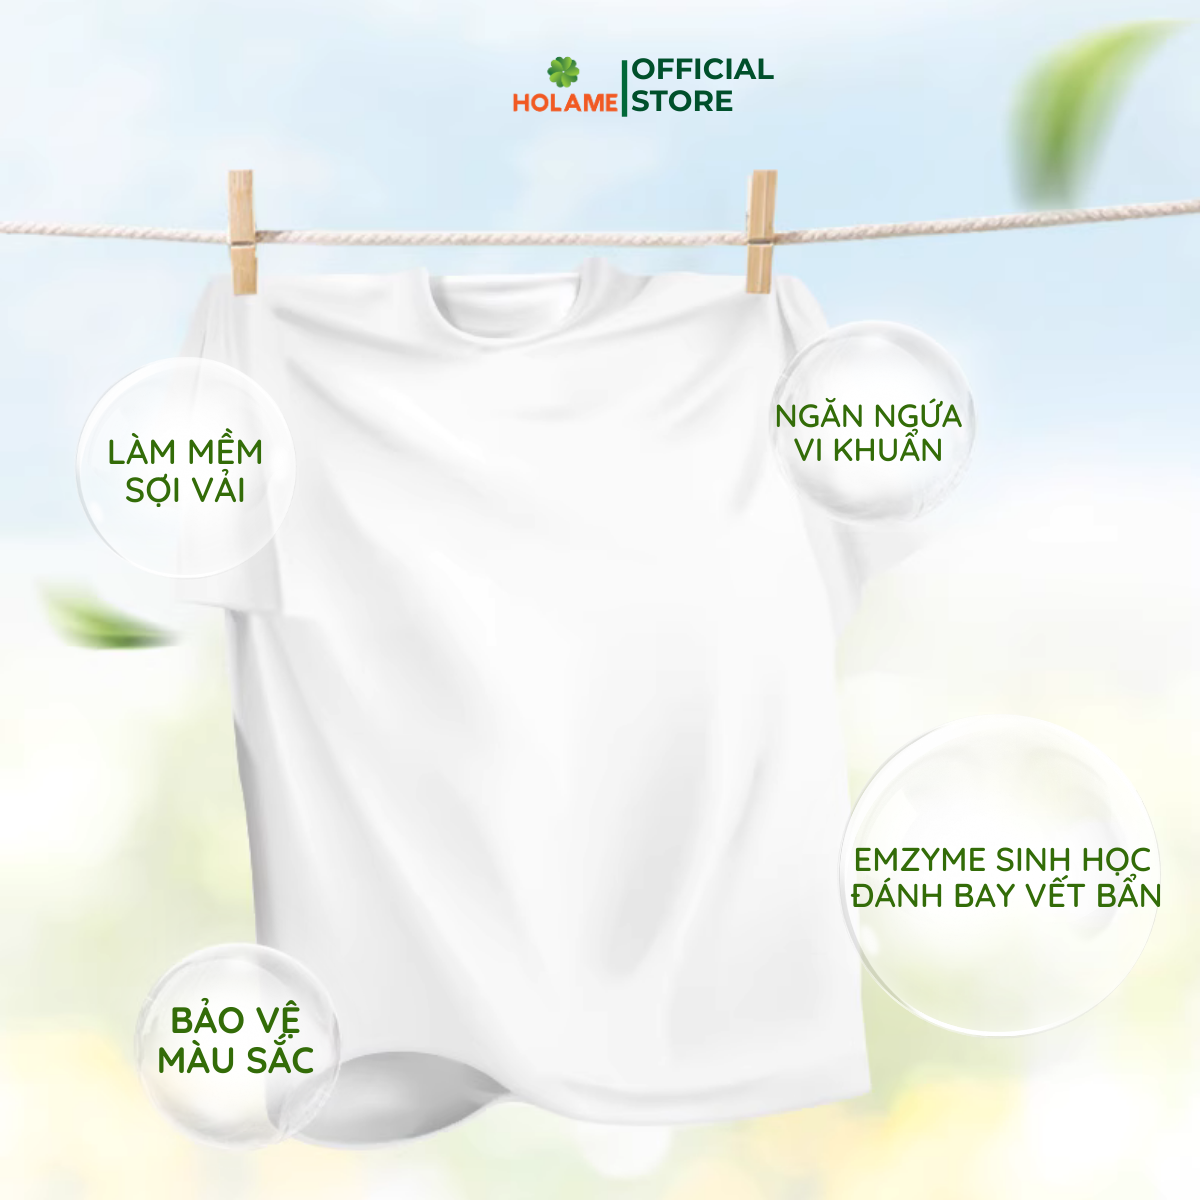 HOLAME
OFFICIAL
STORE
LÀM MỀM
SỢI VẢI
NGĂN NGỨA
VI KHUẨN
EMZYME SINH HỌC
ĐÁNH BAY VẾT BẨN
BẢO VỆ
MÀU SẮC